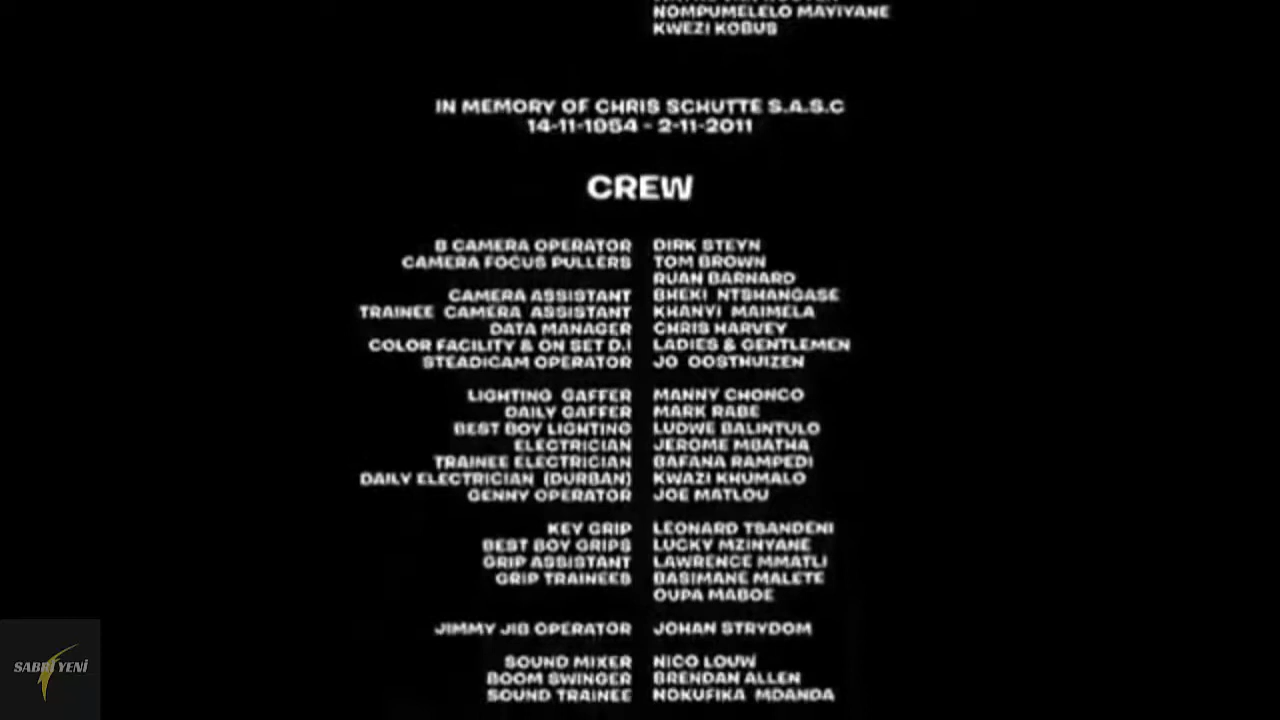 NOMPUMELELO MAYIYANE
KWEZI KOBUS
IN MEMORY OF CHRIS SCHUTTE S.A.S.C
14-11-1954 - 2-11-2011
CREW
B CAMERA OPERATOR DIRK STEYN
CAMERA FOCUS PULLERS TOM BROWN
RUAN BARNARD
CAMERA ASSISTANT BHEKI NTSHANGASE
TRAINEE CAMERA ASSISTANT KHANYI MAIMELA
DATA MANAGER CHRIS HARVEY
COLOR FACILITY & ON SET D.I LADIES & GENTLEMEN
STEADICAM OPERATOR JO OOSTHUIZEN
LIGHTING GAFFER MANNY CHONCO
DAILY GAFFER MARK RABE
BEST BOY LIGHTING LUDWE BALINTULO
ELECTRICIAN JEROME MBATHA
TRAINEE ELECTRICIAN BAFANA RAMPEDI
DAILY ELECTRICIAN (DURBAN) KWAZI KHUMALO
GENNY OPERATOR JOE MATLOU
KEY GRIP LEONARD TSANDENI
BEST BOY GRIPS LUCKY MZINYANE
GRIP ASSISTANT LAWRENCE MMATLI
GRIP TRAINEES BASIMANE MALETE
OUPA MABOE
JIMMY JIB OPERATOR JOHAN STRYDOM
SOUND MIXER NICO LOUW
BOOM SWINGER BRENDAN ALLEN
SOUND TRAINEE NOKUFIKA MDANDA
SABRİ YENİ